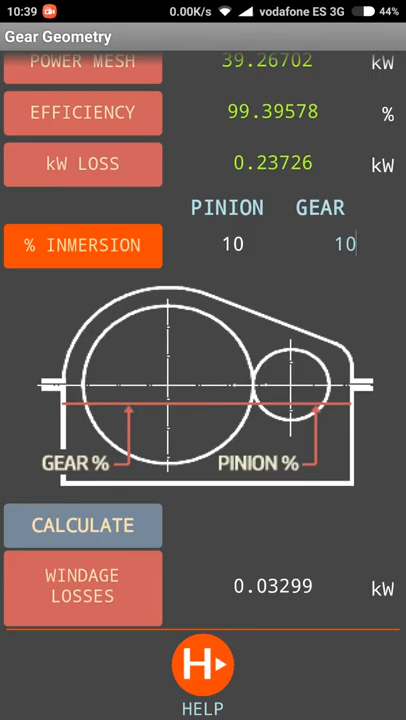 10:39 0.00K/s vodafone ES 3G 44%
Gear Geometry
POWER MESH 39.26702 kW
EFFICIENCY 99.39578 %
kW LOSS 0.23726 kW
PINION GEAR
% INMERSION 10 10
GEAR % PINION %
CALCULATE
WINDAGE
LOSSES 0.03299 kW
H
HELP